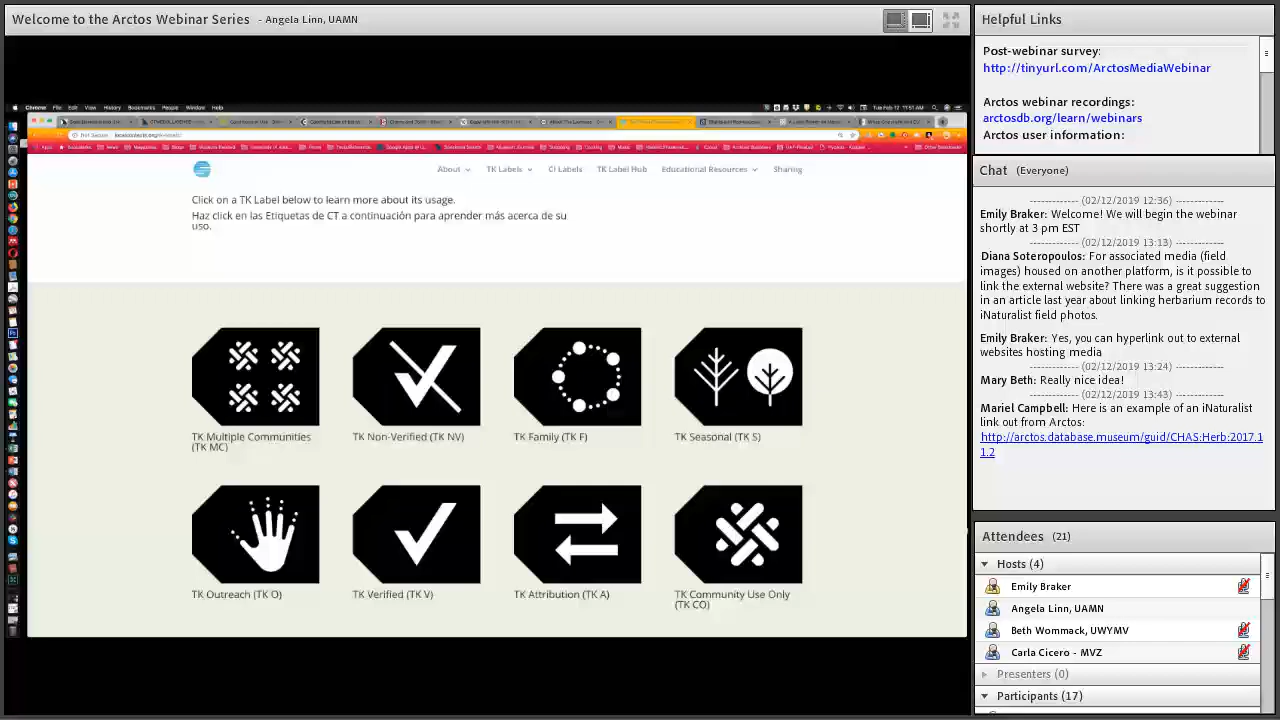 Welcome to the Arctos Webinar Series - Angela Linn, UAMN
Chrome File Edit View History Bookmarks People Window Help
About
TK Labels
CI Labels
TK Label Hub
Educational Resources
Sharing
Click on a TK Label below to learn more about its usage.
Haz click en las Etiquetas de CT a continuación para aprender más acerca de su
uso.
TK Multiple Communities
(TK MC)
TK Non-Verified (TK NV)
TK Family (TK F)
TK Seasonal (TK S)
TK Outreach (TK O)
TK Verified (TK V)
TK Attribution (TK A)
TK Community Use Only
(TK CO)
Helpful Links
Post-webinar survey:
http://tinyurl.com/ArctosMediaWebinar
Arctos webinar recordings:
arctosdb.org/learn/webinars
Arctos user information:
Chat (Everyone)
------------ (02/12/2019 12:36) ------------
Emily Braker: Welcome! We will begin the webinar
shortly at 3 pm EST
------------ (02/12/2019 13:13) ------------
Diana Soteropoulos: For associated media (field
images) housed on another platform, is it possible to
link the external website? There was a great suggestion
in an article last year about linking herbarium records to
iNaturalist field photos.
Emily Braker: Yes, you can hyperlink out to external
websites hosting media
------------ (02/12/2019 13:24) ------------
Mary Beth: Really nice idea!
------------ (02/12/2019 13:43) ------------
Mariel Campbell: Here is an example of an iNaturalist
link out from Arctos:
http://arctos.database.museum/guid/CHAS:Herb:2017.1
1.2
Attendees (21)
Hosts (4)
Emily Braker
Angela Linn, UAMN
Beth Wommack, UWYMV
Carla Cicero - MVZ
Presenters (0)
Participants (17)